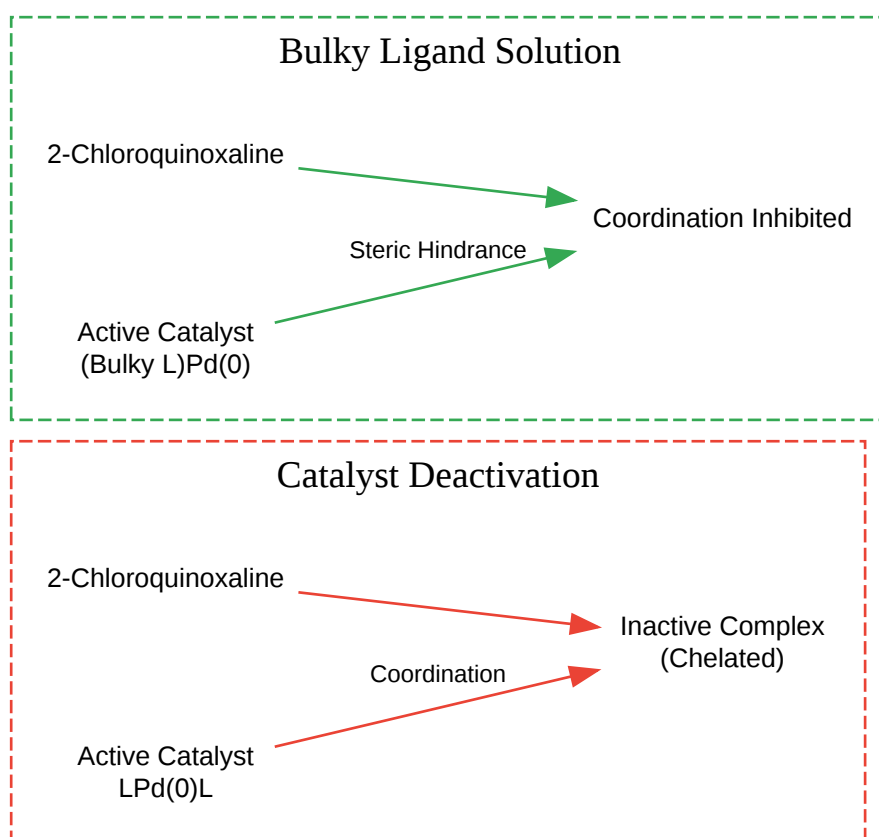 Bulky Ligand Solution
2-Chloroquinoxaline
Coordination Inhibited
Steric Hindrance
Active Catalyst
(Bulky L)Pd(0)
Catalyst Deactivation
2-Chloroquinoxaline
Inactive Complex
(Chelated)
Coordination
Active Catalyst
LPd(0)L